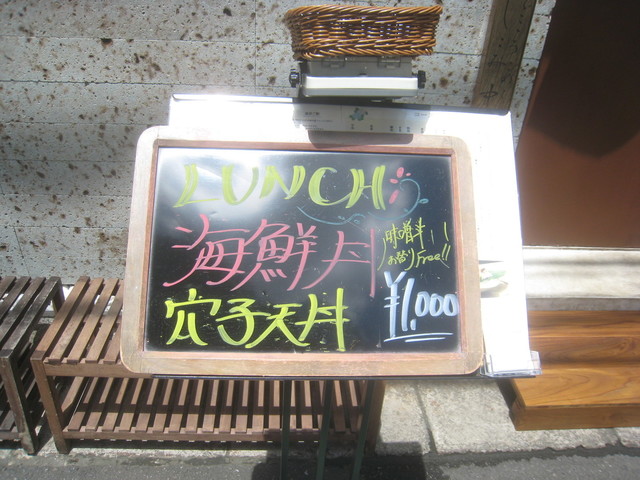 LUNCH
海鮮丼
味噌汁
お替りFree!!
穴子天丼
¥1,000